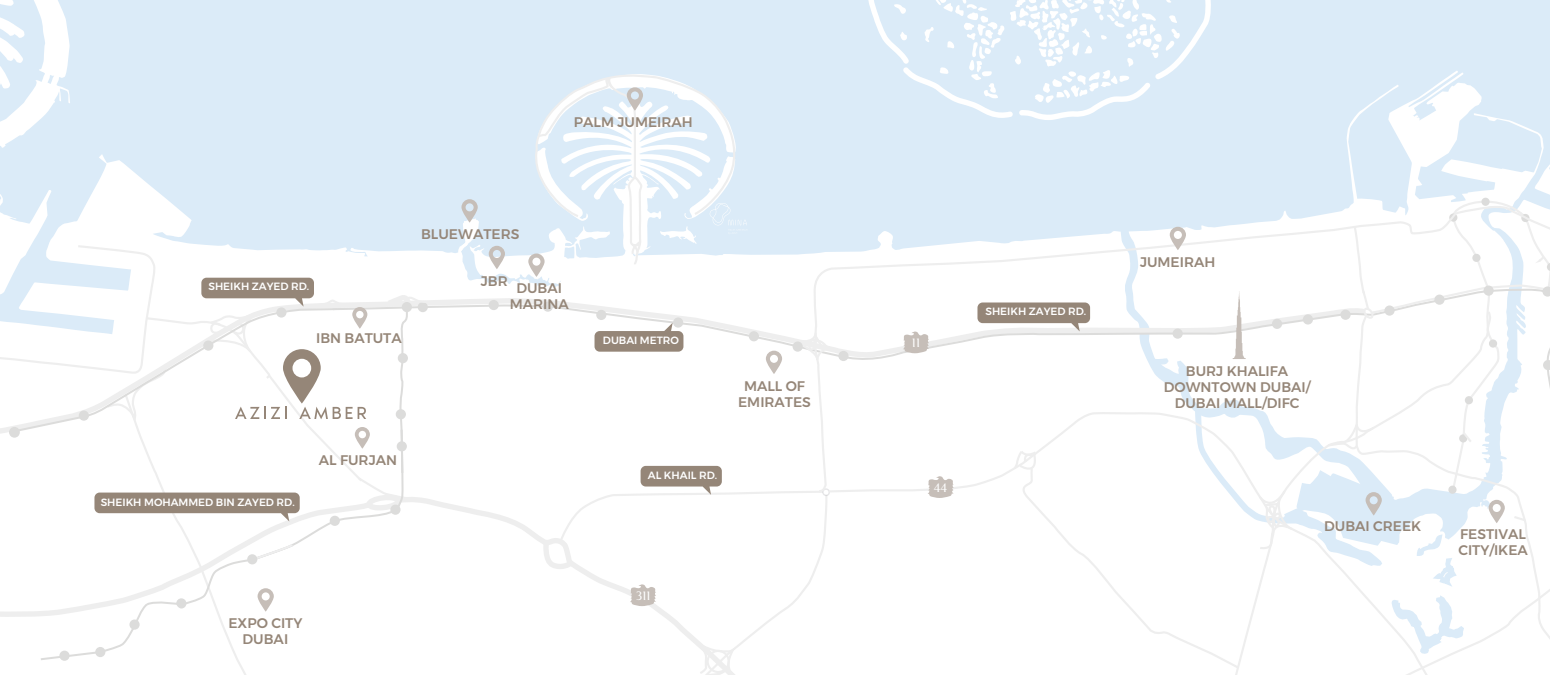 PALM JUMEIRAH
BLUEWATERS
JBR
DUBAI
MARINA
JUMEIRAH
SHEIKH ZAYED RD.
IBN BATUTA
DUBAI METRO
SHEIKH ZAYED RD.
11
MALL OF
EMIRATES
BURJ KHALIFA
DOWNTOWN DUBAI/
DUBAI MALL/DIFC
AZIZI AMBER
AL FURJAN
AL KHAIL RD.
44
SHEIKH MOHAMMED BIN ZAYED RD.
DUBAI CREEK
FESTIVAL
CITY/IKEA
311
EXPO CITY
DUBAI